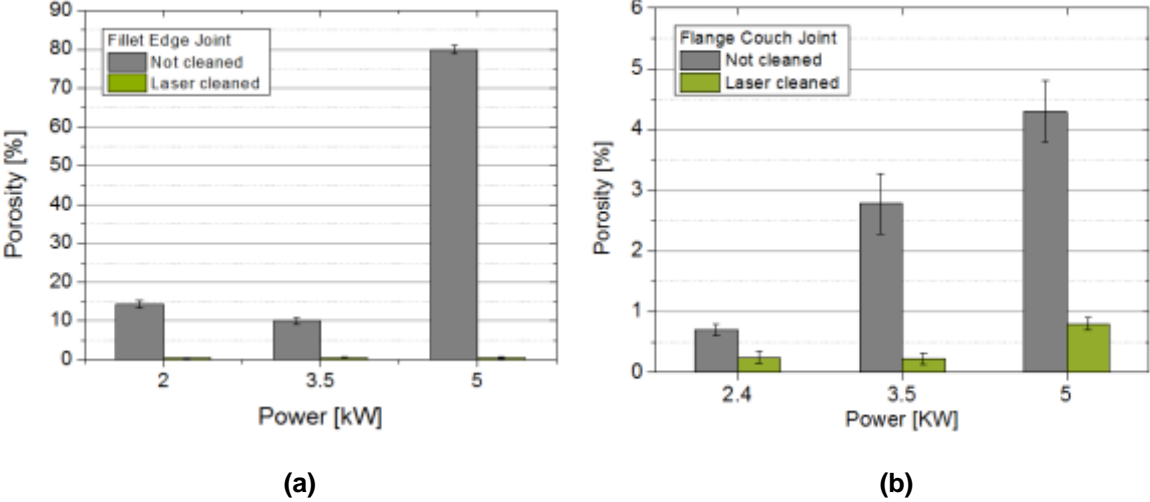 Fillet Edge Joint
Not cleaned
Laser cleaned
90
80
70
60
50
40
30
20
10
0
Porosity [%]
2 3.5 5
Power [kW]
(a)
Flange Couch Joint
Not cleaned
Laser cleaned
6
5
4
3
2
1
0
Porosity [%]
2.4 3.5 5
Power [KW]
(b)